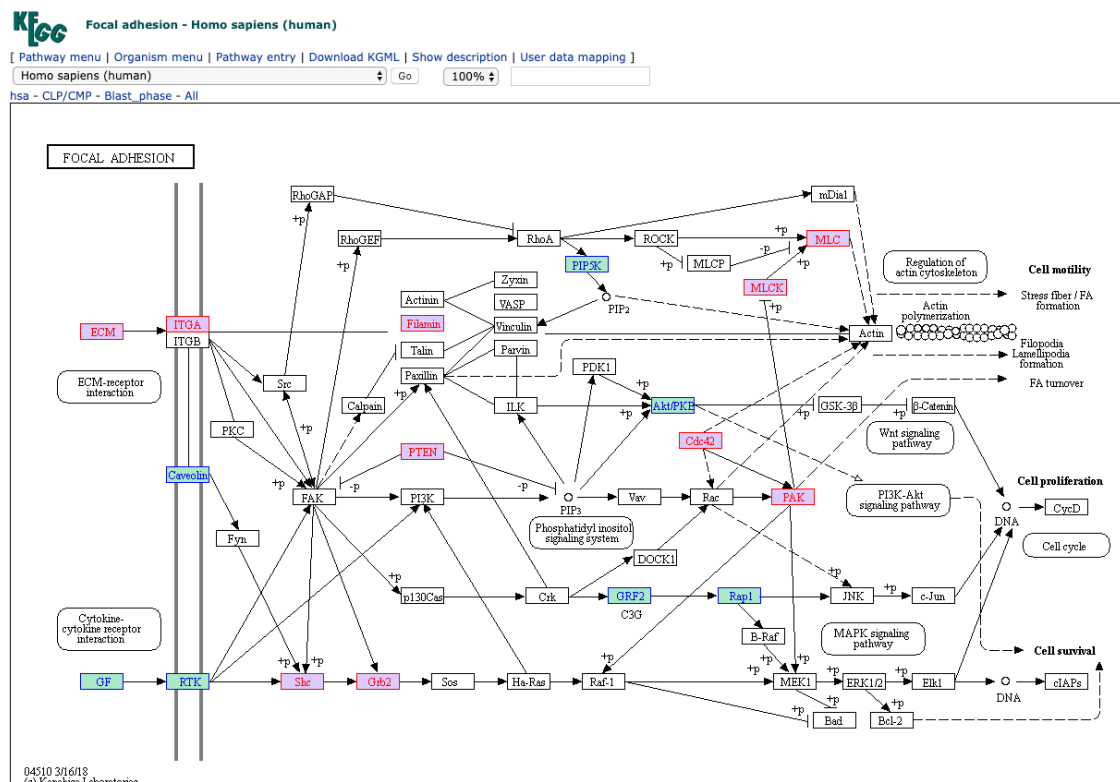 KEGG
Focal adhesion - Homo sapiens (human)
[ Pathway menu | Organism menu | Pathway entry | Download KGML | Show description | User data mapping ]
Homo sapiens (human) Go 100%
hsa - CLP/CMP - Blast_phase - All
FOCAL ADHESION
RhoGAP
mDia1
+p
RhoGEF
RhoA
ROCK
+p
MLC
-p
+p
MLCP
+p
+p
PIP5K
Regulation of
actin cytoskeleton
Cell motility
Zyxin
MLCK
Actinin
VASP
PIP2
+p
Stress fiber / FA
formation
Actin
polymerization
ECM
ITGA
Filamin
Vinculin
Actin
ITGB
Talin
Parvin
Filopodia
Lamellipodia
formation
PDK1
ECM-receptor
interaction
Src
Paxillin
FA turnover
+p
+p
Calpain
ILK
+p
Akt/PKB
GSK-3β
β-Catenin
PKC
+p
Cdc42
Wnt signaling
pathway
PTEN
Caveolin
+p
-p
-p
Cell proliferation
FAK
PI3K
PIP3
Vav
Rac
PAK
PI3K-Akt
signaling pathway
CycD
DNA
Phosphatidyl inositol
signaling system
Fyn
Cell cycle
DOCK1
+p
+p
+p
p130Cas
Crk
GRF2
Rap1
JNK
c-Jun
C3G
Cytokine-
cytokine receptor
interaction
B-Raf
MAPK signaling
pathway
Cell survival
+p
+p
+p
+p
+p
+p
+p
+p
GF
RTK
Shc
Grb2
Sos
Ha-Ras
Raf-1
MEK1
ERK1/2
Elk1
cIAPs
DNA
+p
+p
Bad
Bcl-2
04510 3/16/18
(c) Kanehisa Laboratories